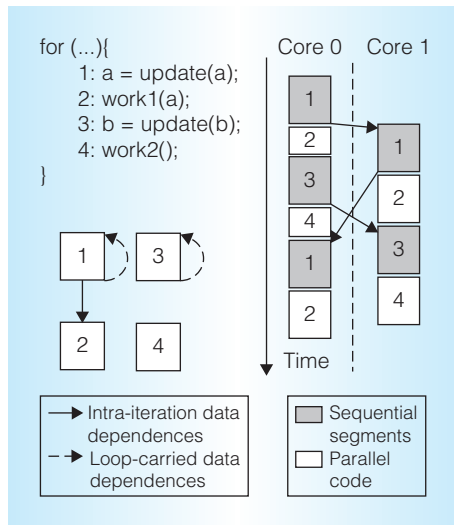 for (...){
1: a = update(a);
2: work1(a);
3: b = update(b);
4: work2();
}
1
3
2
4
Core 0
Core 1
1
2
3
4
1
2
1
2
3
4
Time
Intra-iteration data
dependences
Loop-carried data
dependences
Sequential
segments
Parallel
code